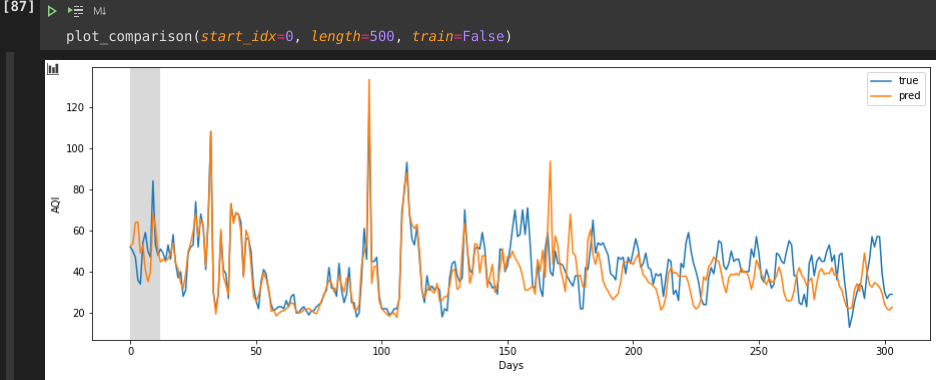 [87]
M↓
plot_comparison(start_idx=0, length=500, train=False)
true
pred
120
100
80
60
40
20
AQI
0
50
100
150
200
250
300
Days